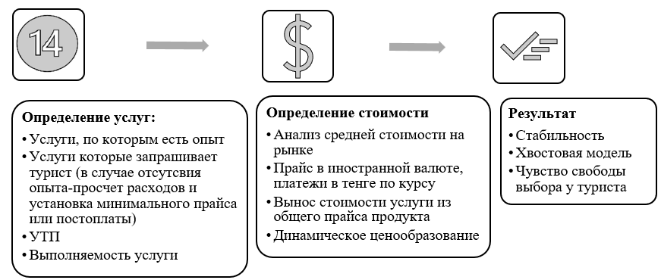 14
$
Определение услуг:
• Услуги, по которым есть опыт
• Услуги которые запрашивает
турист (в случае отсутсвия
опыта-просчет расходов и
установка минимального прайса
или постоплаты)
• УТП
• Выполняемость услуги
Определение стоимости
• Анализ средней стоимости на
рынке
• Прайс в иностранной валюте,
платежи в тенге по курсу
• Вынос стоимости услуги из
общего прайса продукта
• Динамическое ценообразование
Результат
• Стабильность
• Хвостовая модель
• Чувство свободы
выбора у туриста